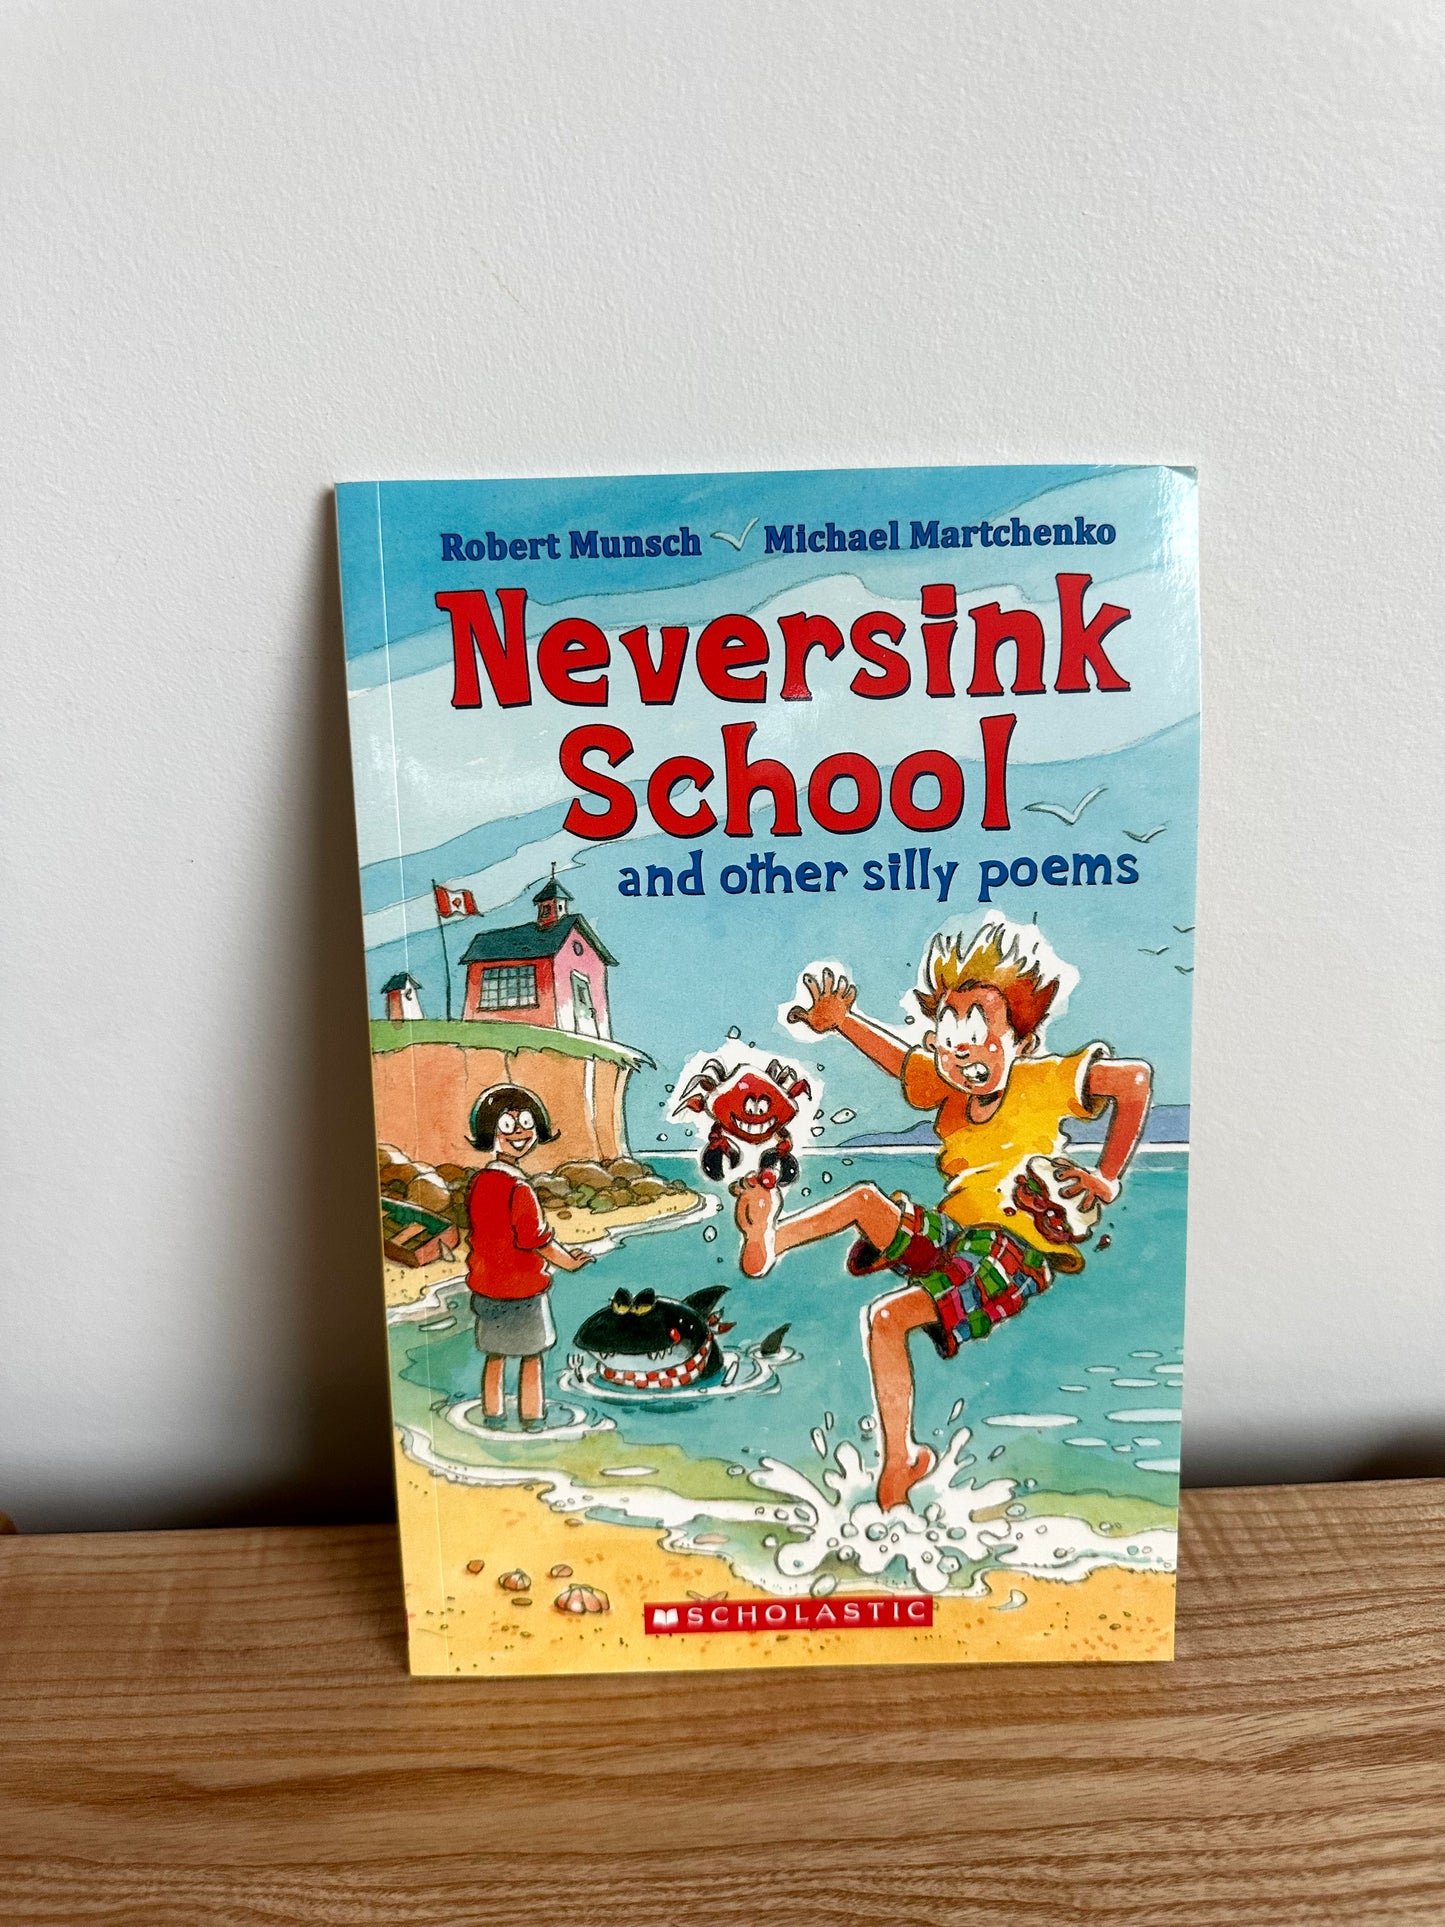 Robert Munsch Michael Martchenko
Neversink
School
and other silly poems
SCHOLASTIC